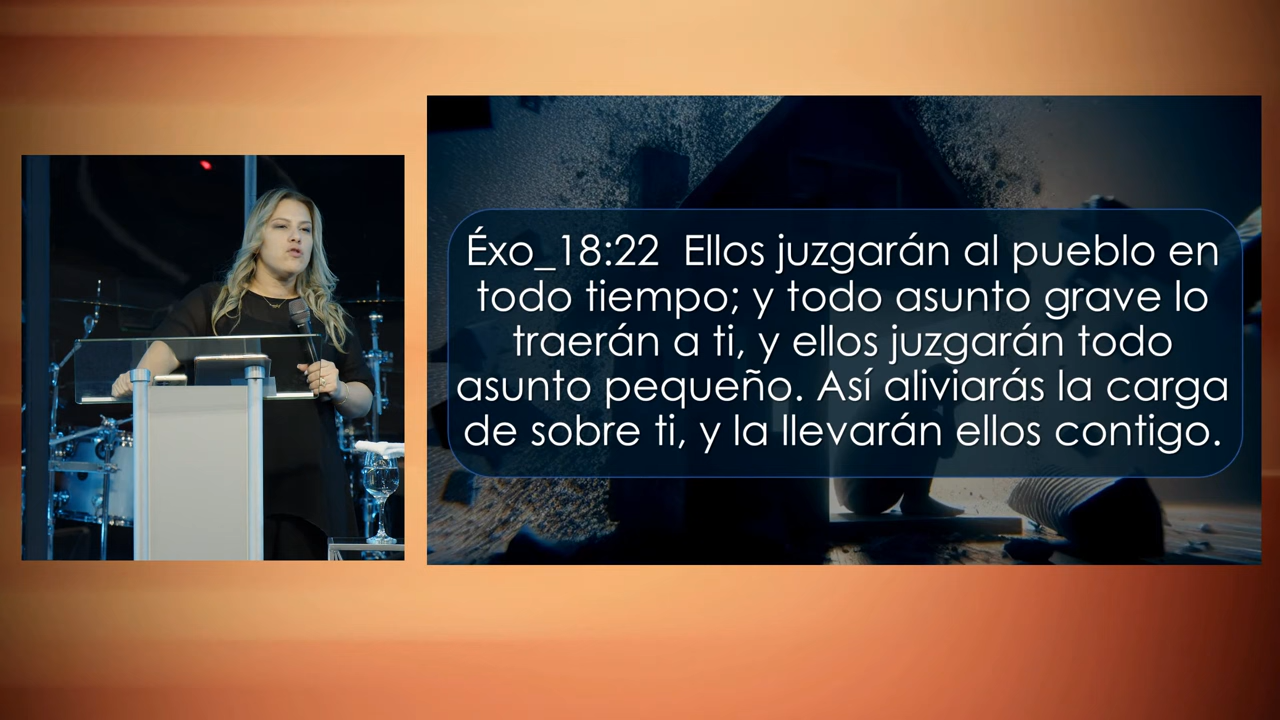 Éxo_18:22  Ellos juzgarán al pueblo en
todo tiempo; y todo asunto grave lo
traerán a ti, y ellos juzgarán todo
asunto pequeño. Así aliviarás la carga
de sobre ti, y la llevarán ellos contigo.